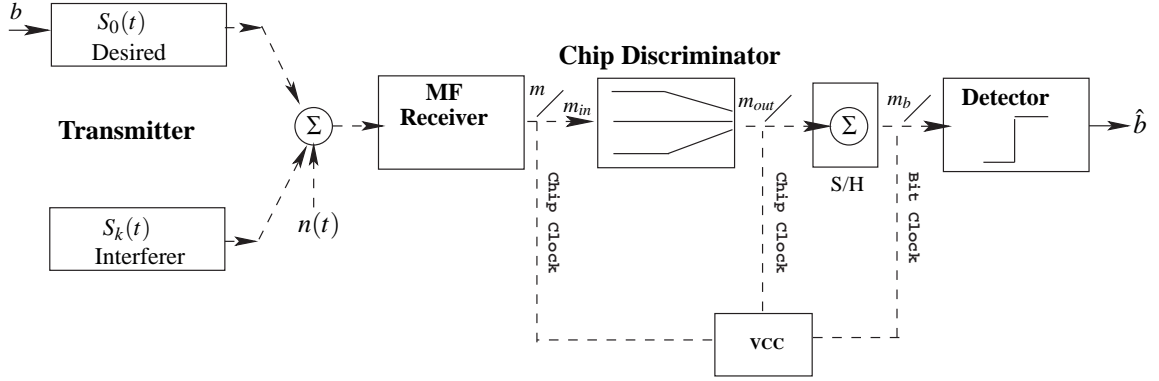 b
S_0(t)
Desired
Transmitter
S_k(t)
Interferer
Σ
n(t)
MF
Receiver
m
m_in
Chip Discriminator
m_out
Σ
S/H
m_b
Detector
b̂
Chip Clock
Chip Clock
Bit Clock
VCC